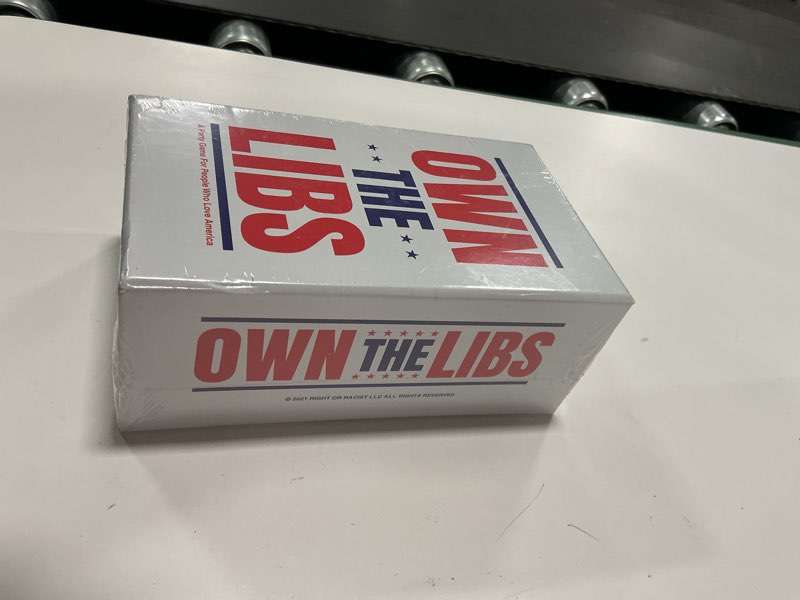 OWN
THE
LIBS
A Party Game For People Who Love America
OWN THE LIBS
© 2021 RIGHT OR RACIST LLC ALL RIGHTS RESERVED